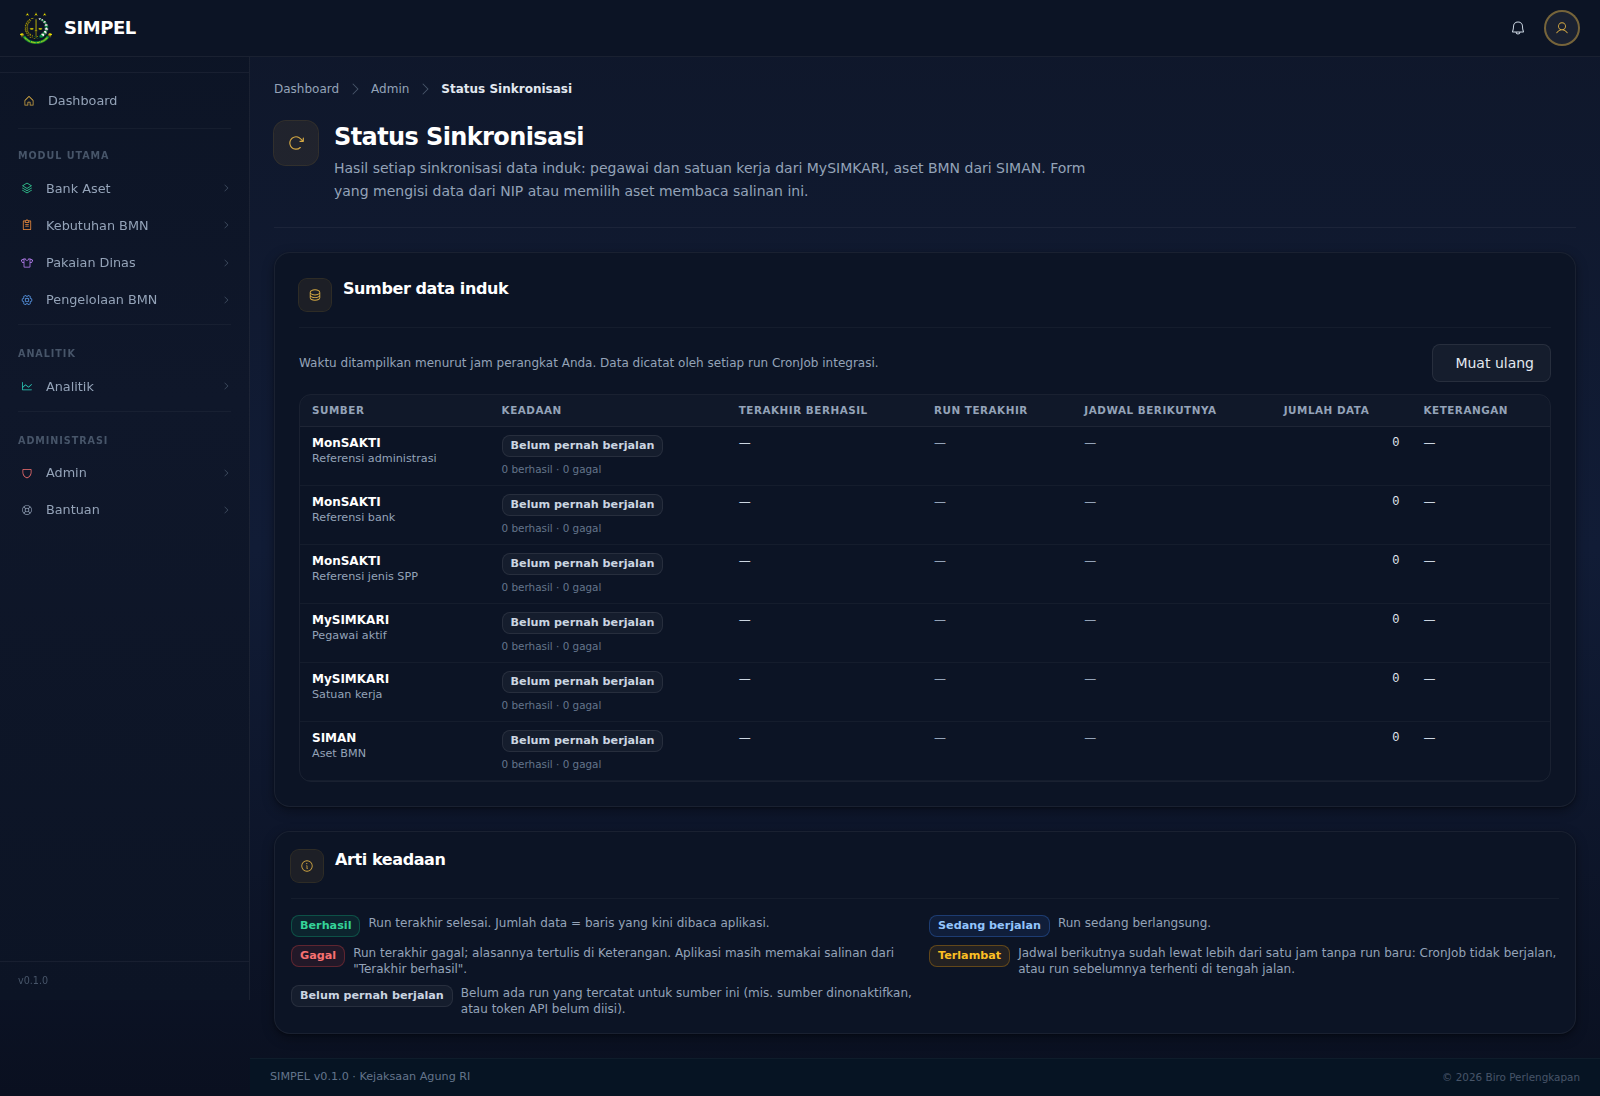 SIMPEL
Dashboard
MODUL UTAMA
Bank Aset
Kebutuhan BMN
Pakaian Dinas
Pengelolaan BMN
ANALITIK
Analitik
ADMINISTRASI
Admin
Bantuan
v0.1.0
Dashboard Admin Status Sinkronisasi
Status Sinkronisasi
Hasil setiap sinkronisasi data induk: pegawai dan satuan kerja dari MySIMKARI, aset BMN dari SIMAN. Form
yang mengisi data dari NIP atau memilih aset membaca salinan ini.
Sumber data induk
Waktu ditampilkan menurut jam perangkat Anda. Data dicatat oleh setiap run CronJob integrasi.
Muat ulang
SUMBER KEADAAN TERAKHIR BERHASIL RUN TERAKHIR JADWAL BERIKUTNYA JUMLAH DATA KETERANGAN
MonSAKTI Belum pernah berjalan — — — 0 —
Referensi administrasi
0 berhasil · 0 gagal
MonSAKTI Belum pernah berjalan — — — 0 —
Referensi bank
0 berhasil · 0 gagal
MonSAKTI Belum pernah berjalan — — — 0 —
Referensi jenis SPP
0 berhasil · 0 gagal
MySIMKARI Belum pernah berjalan — — — 0 —
Pegawai aktif
0 berhasil · 0 gagal
MySIMKARI Belum pernah berjalan — — — 0 —
Satuan kerja
0 berhasil · 0 gagal
SIMAN Belum pernah berjalan — — — 0 —
Aset BMN
0 berhasil · 0 gagal
Arti keadaan
Berhasil Run terakhir selesai. Jumlah data = baris yang kini dibaca aplikasi.
Sedang berjalan Run sedang berlangsung.
Gagal Run terakhir gagal; alasannya tertulis di Keterangan. Aplikasi masih memakai salinan dari
"Terakhir berhasil".
Terlambat Jadwal berikutnya sudah lewat lebih dari satu jam tanpa run baru: CronJob tidak berjalan,
atau run sebelumnya terhenti di tengah jalan.
Belum pernah berjalan Belum ada run yang tercatat untuk sumber ini (mis. sumber dinonaktifkan,
atau token API belum diisi).
SIMPEL v0.1.0 · Kejaksaan Agung RI
© 2026 Biro Perlengkapan